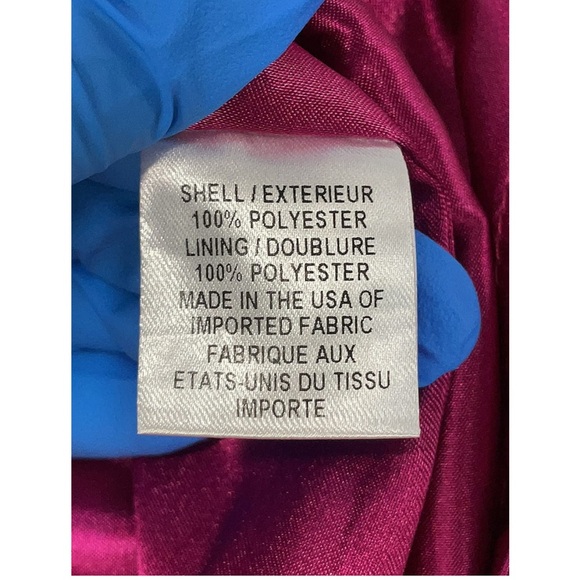 SHELL / EXTERIEUR
100% POLYESTER
LINING / DOUBLURE
100% POLYESTER
MADE IN THE USA OF
IMPORTED FABRIC
FABRIQUE AUX
ETATS-UNIS DU TISSU
IMPORTE